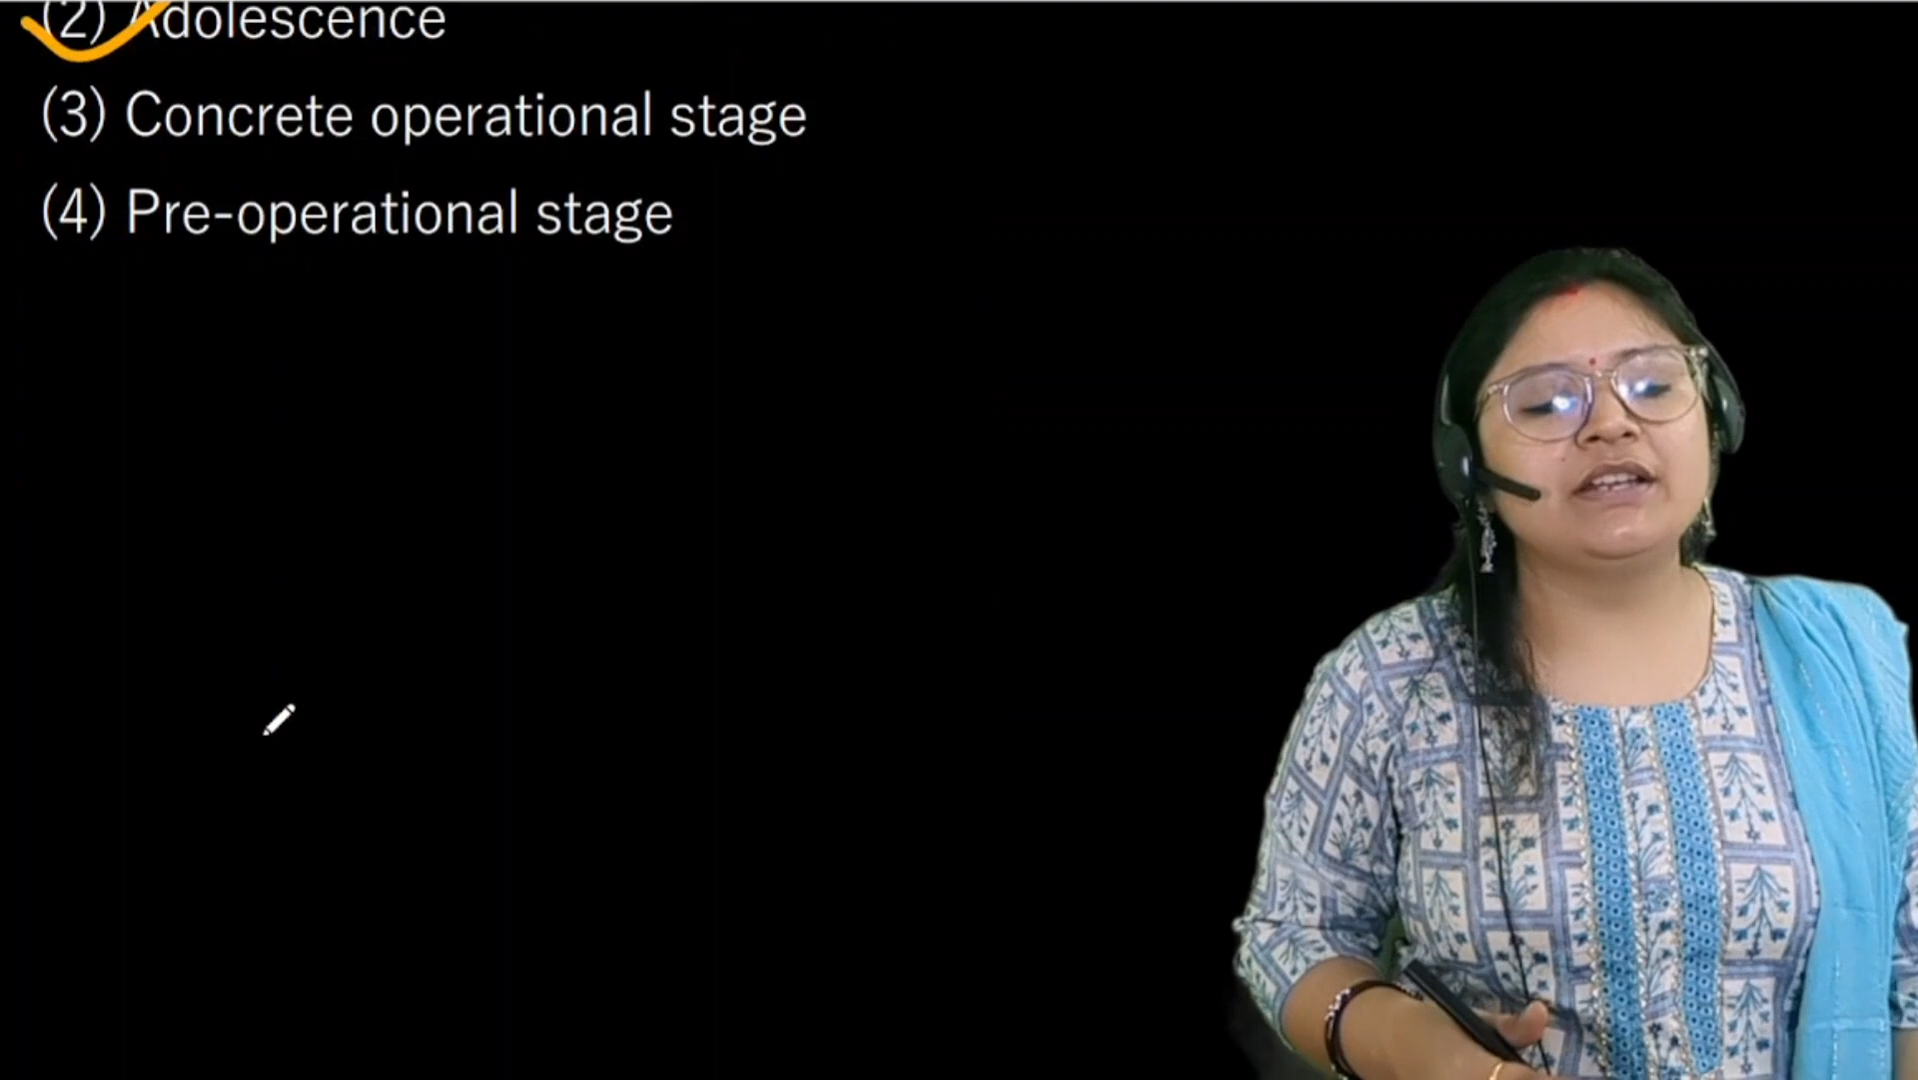 (2) Adolescence
(3) Concrete operational stage
(4) Pre-operational stage